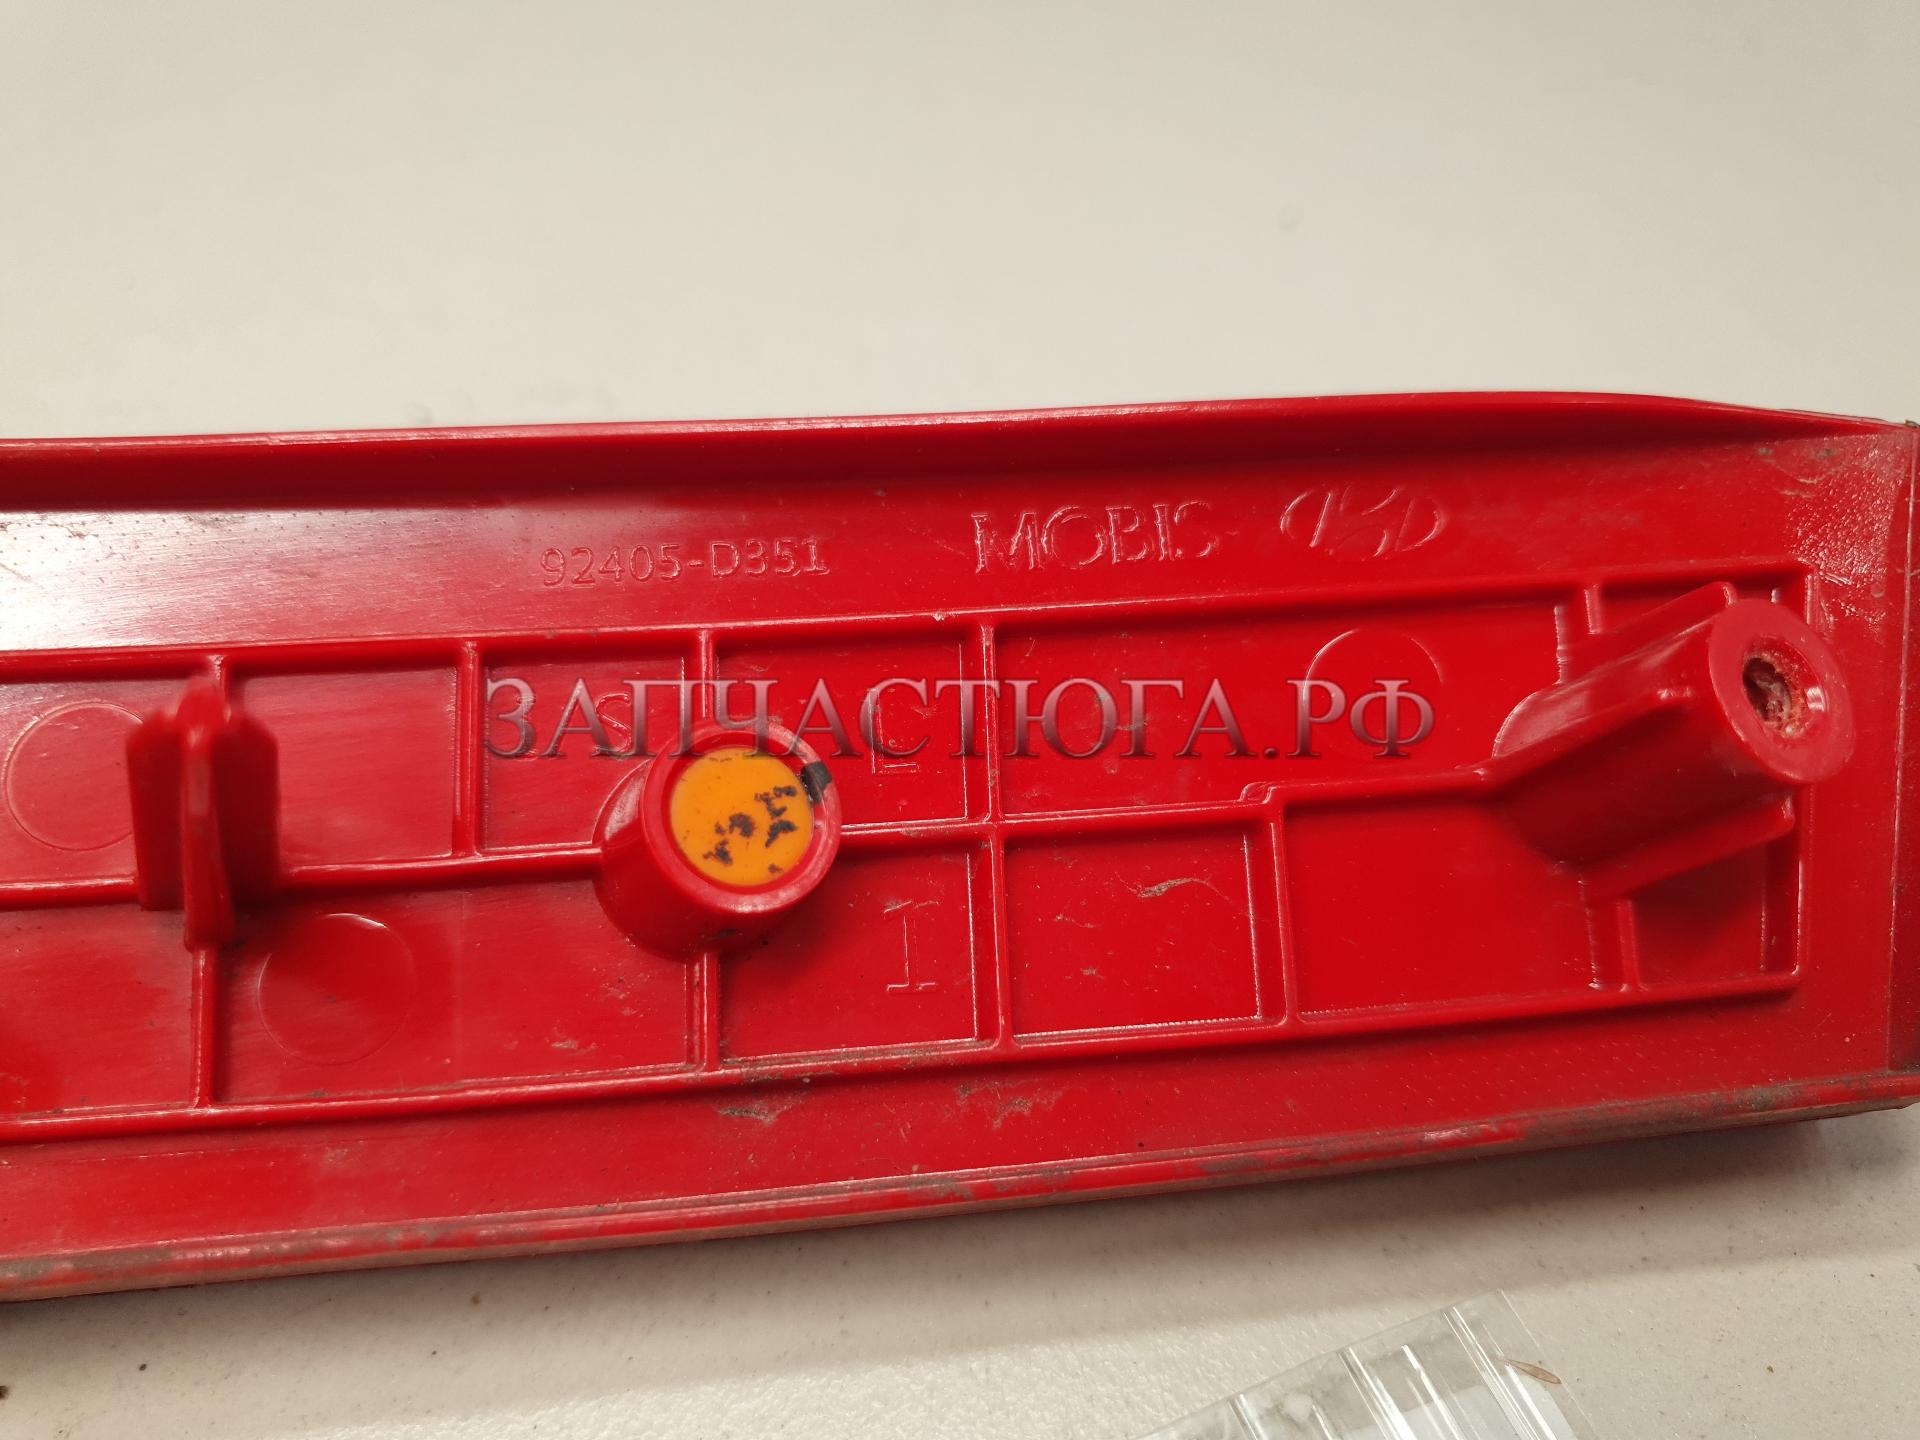 92405-D351 MOBIS
ЗАПЧАСТЮГА.РФ
S L
I